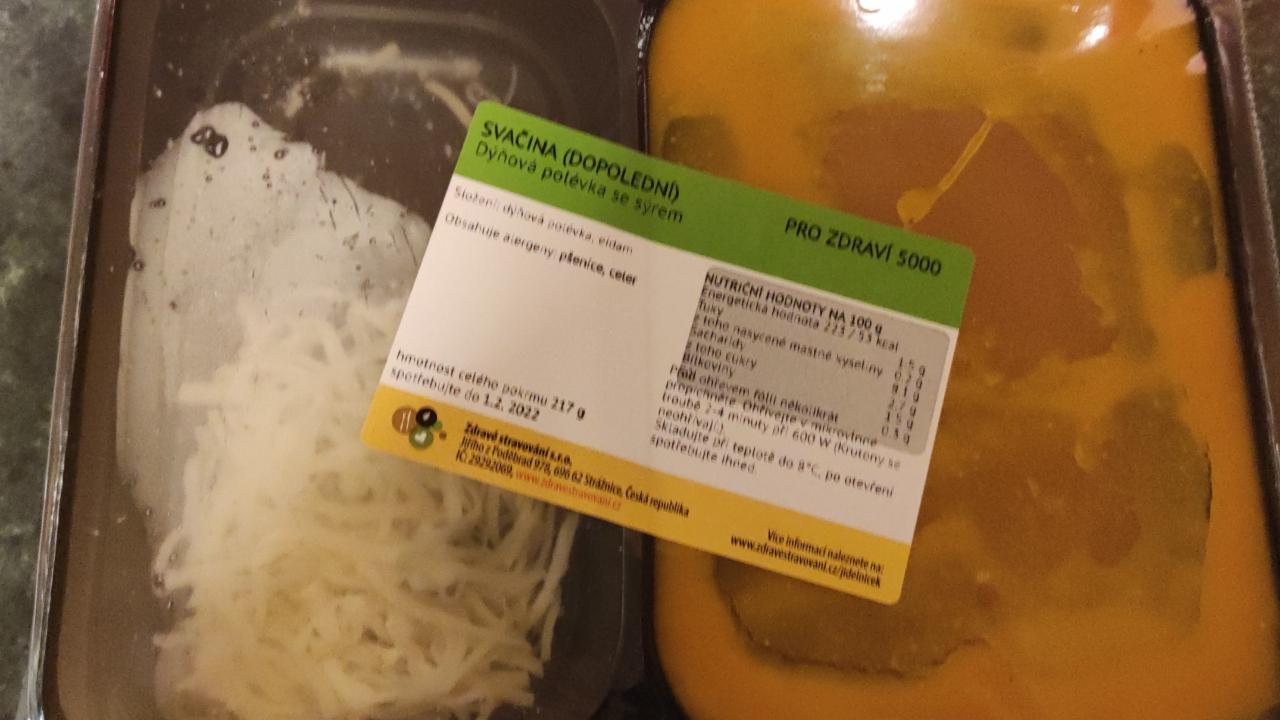 SVAČINA (DOPOLEDNÍ)
Dýňová polévka se sýrem
PRO ZDRAVÍ 5000
Složení: dýňová polévka, eidam
Obsahuje alergeny: pšenice, celer
hmotnost celého pokrmu 217 g
spotřebujte do 1.2. 2022
NUTRIČNÍ HODNOTY NA 100 g
Energetická hodnota 223 / 53 kcal
Tuky
z toho nasycené mastné kyseliny
Sacharidy
z toho cukry
Bílkoviny
Před ohřevem fólii několikrát
propíchněte. Ohřívejte v mikrovlnné
troubě 2-4 minuty při 600 W (Krutony se
neohřívají).
Skladujte při teplotě do 8°C, po otevření
spotřebujte ihned.
Zdravé stravování s.r.o.
Jiřího z Poděbrad 978, 696 62 Strážnice, Česká republika
IČ: 29292069, www.zdravestravovani.cz
Více informací naleznete na:
www.zdravestravovani.cz/jidelnicek